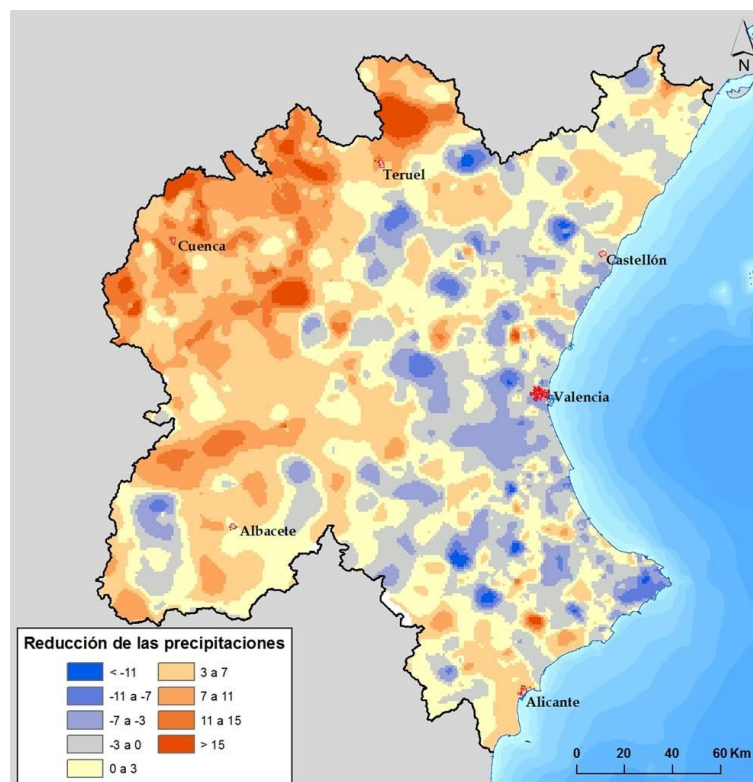 N
Teruel
Cuenca
Castellón
Valencia
Albacete
Alicante
Reducción de las precipitaciones
< -11
3 a 7
-11 a -7
7 a 11
-7 a -3
11 a 15
-3 a 0
> 15
0 a 3
0 20 40 60 Km